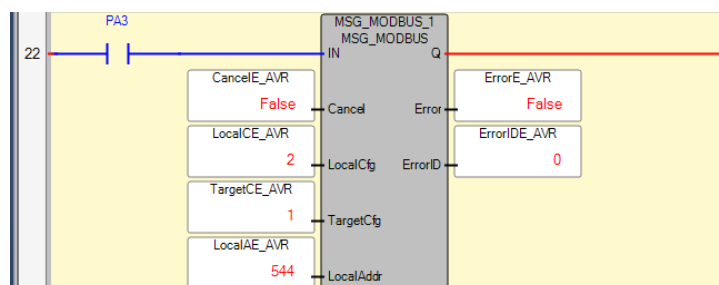 PA3
MSG_MODBUS_1
MSG_MODBUS
22
IN
Q
CancelE_AVR
False
Cancel
ErrorE_AVR
False
Error
LocalCE_AVR
2
LocalCfg
ErrorIDE_AVR
0
ErrorID
TargetCE_AVR
1
TargetCfg
LocalAE_AVR
544
LocalAddr